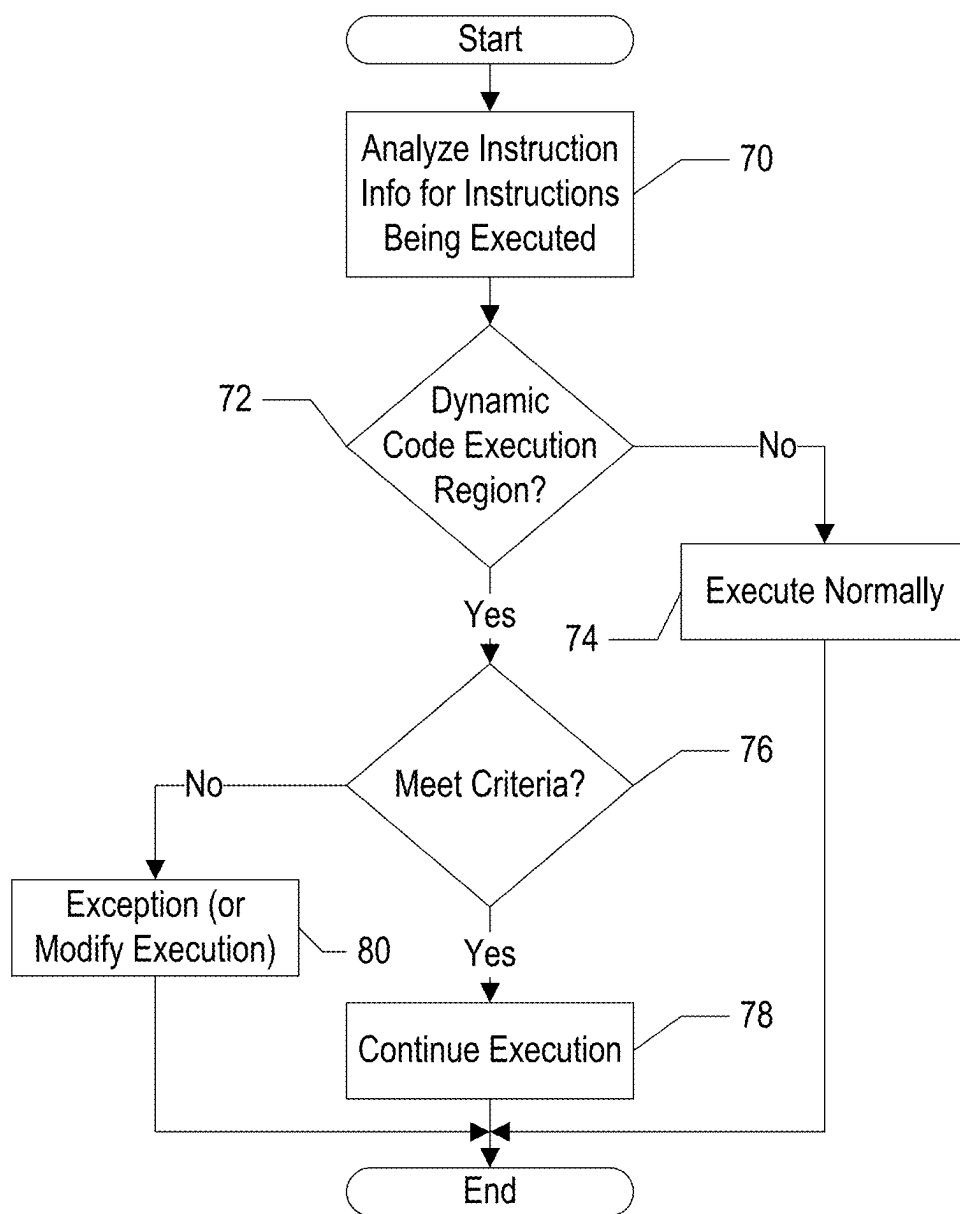 Start
Analyze Instruction
Info for Instructions
Being Executed
70
72
Dynamic
Code Execution
Region?
No
Yes
Execute Normally
74
Meet Criteria?
76
No
Exception (or
Modify Execution)
80
Yes
Continue Execution
78
End